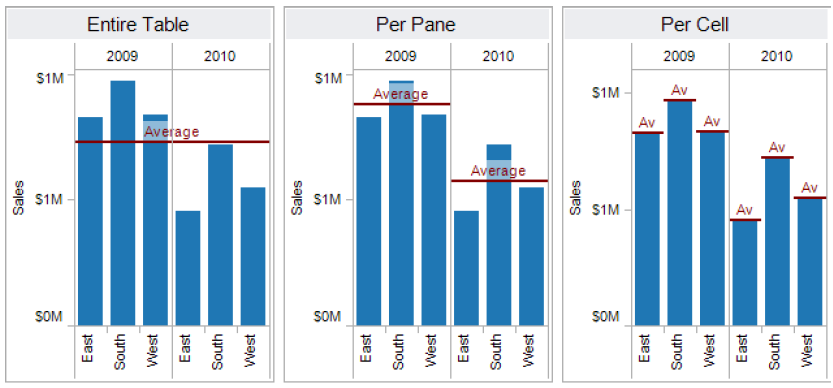 Entire Table
2009 2010
$1M
Average
$1M
Sales
$0M
East South West East South West
Per Pane
2009 2010
$1M
Average
Average
$1M
Sales
$0M
East South West East South West
Per Cell
2009 2010
$1M
Av Av Av
Av Av Av
$1M
Sales
$0M
East South West East South West